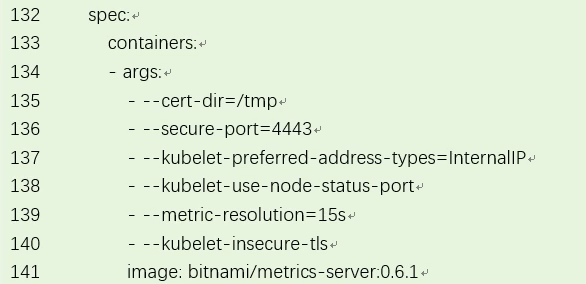 132 spec:
133 containers:
134 - args:
135 - --cert-dir=/tmp
136 - --secure-port=4443
137 - --kubelet-preferred-address-types=InternalIP
138 - --kubelet-use-node-status-port
139 - --metric-resolution=15s
140 - --kubelet-insecure-tls
141 image: bitnami/metrics-server:0.6.1